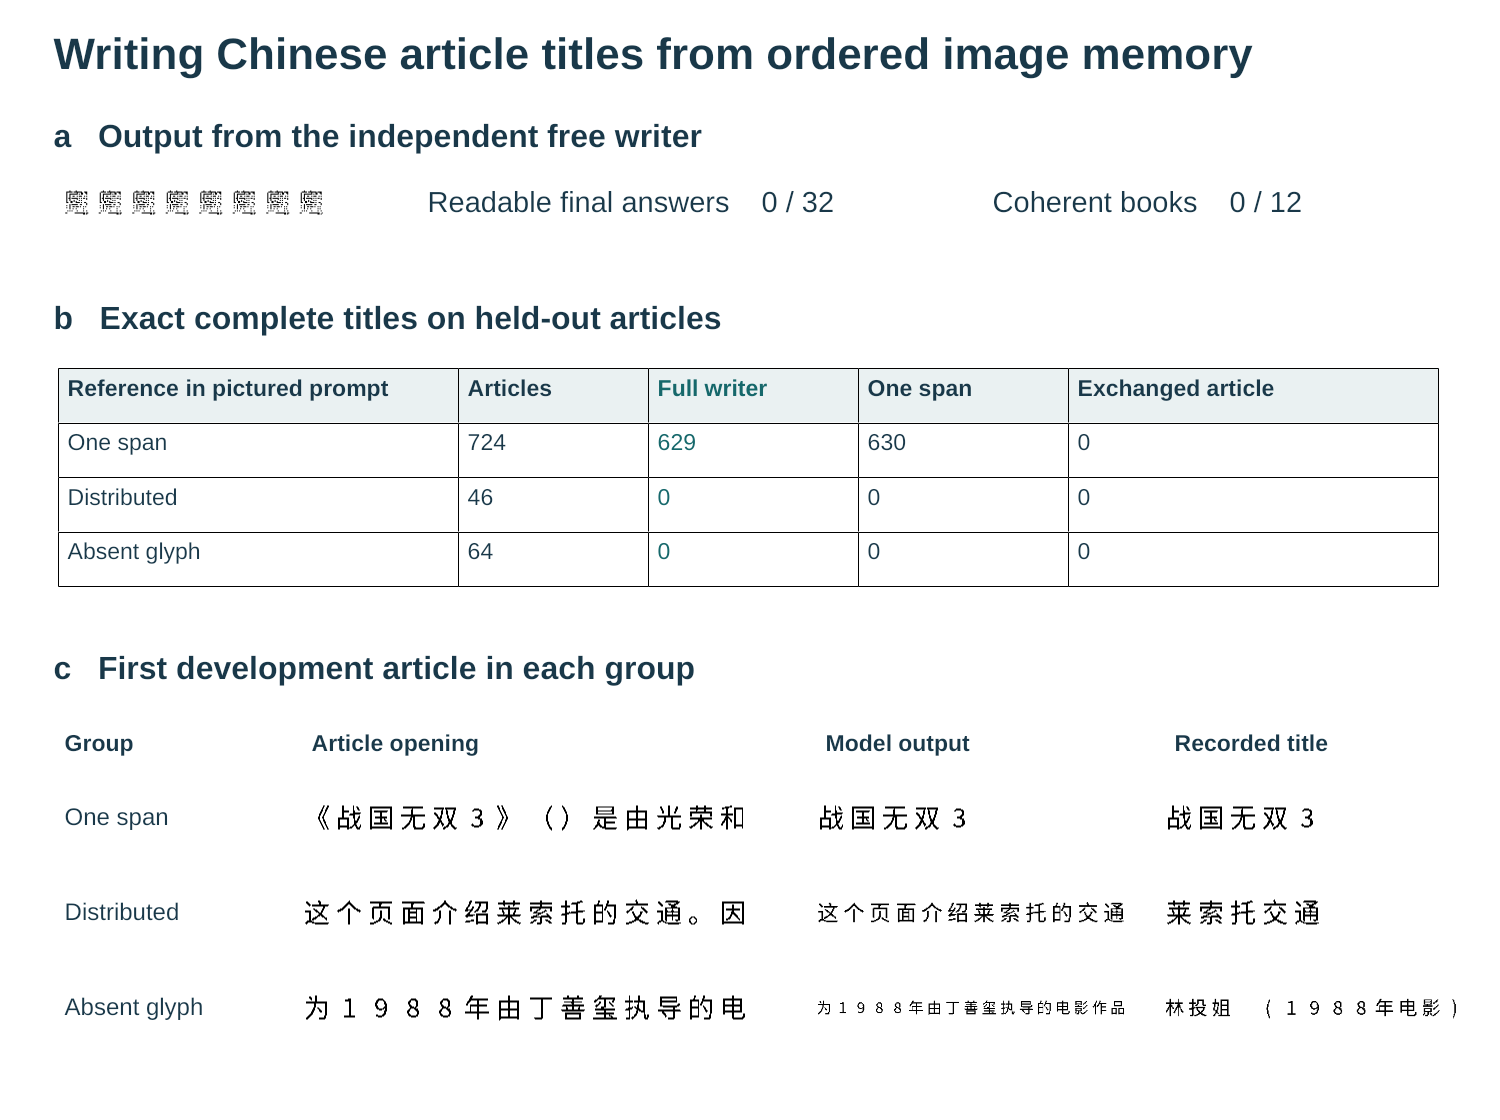 Writing Chinese article titles from ordered image memory
a Output from the independent free writer
Readable final answers 0 / 32 Coherent books 0 / 12
b Exact complete titles on held-out articles
Reference in pictured prompt Articles Full writer One span Exchanged article
One span 724 629 630 0
Distributed 46 0 0 0
Absent glyph 64 0 0 0
c First development article in each group
Group Article opening Model output Recorded title
One span 《战国无双3》（）是由光荣和 战国无双3 战国无双3
Distributed 这个页面介绍莱索托的交通。因 这个页面介绍莱索托的交通 莱索托交通
Absent glyph 为1988年由丁善玺执导的电 为1988年由丁善玺执导的电影作品 林投姐 （1988年电影）